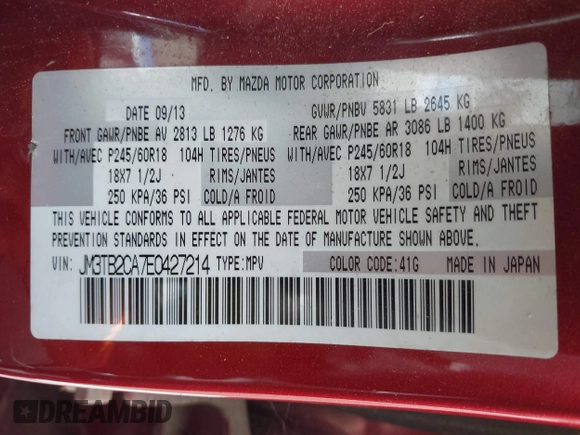 MFD. BY MAZDA MOTOR CORPORATION
DATE 09/13 GVWR/PNBV 5831 LB 2645 KG
FRONT GAWR/PNBE AV 2813 LB 1276 KG REAR GAWR/PNBE AR 3086 LB 1400 KG
WITH/AVEC P245/60R18 104H TIRES/PNEUS WITH/AVEC P245/60R18 104H TIRES/PNEUS
18X7 1/2J RIMS/JANTES 18X7 1/2J RIMS/JANTES
250 KPA/36 PSI COLD/A FROID 250 KPA/36 PSI COLD/A FROID
THIS VEHICLE CONFORMS TO ALL APPLICABLE FEDERAL MOTOR VEHICLE SAFETY AND THEFT
PREVENTION STANDARDS IN EFFECT ON THE DATE OF MANUFACTURE SHOWN ABOVE.
VIN: JM3TB2CA7E0427214 TYPE:MPV COLOR CODE:41G MADE IN JAPAN
DREAMBID